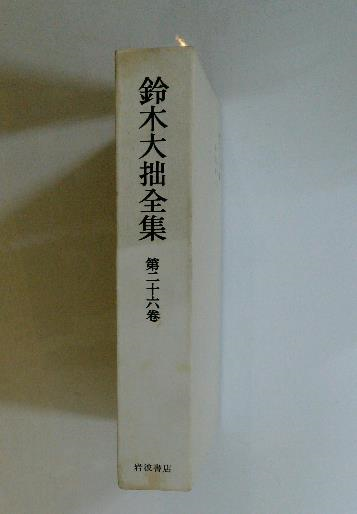 鈴木大拙全集
第二十六巻
岩波書店